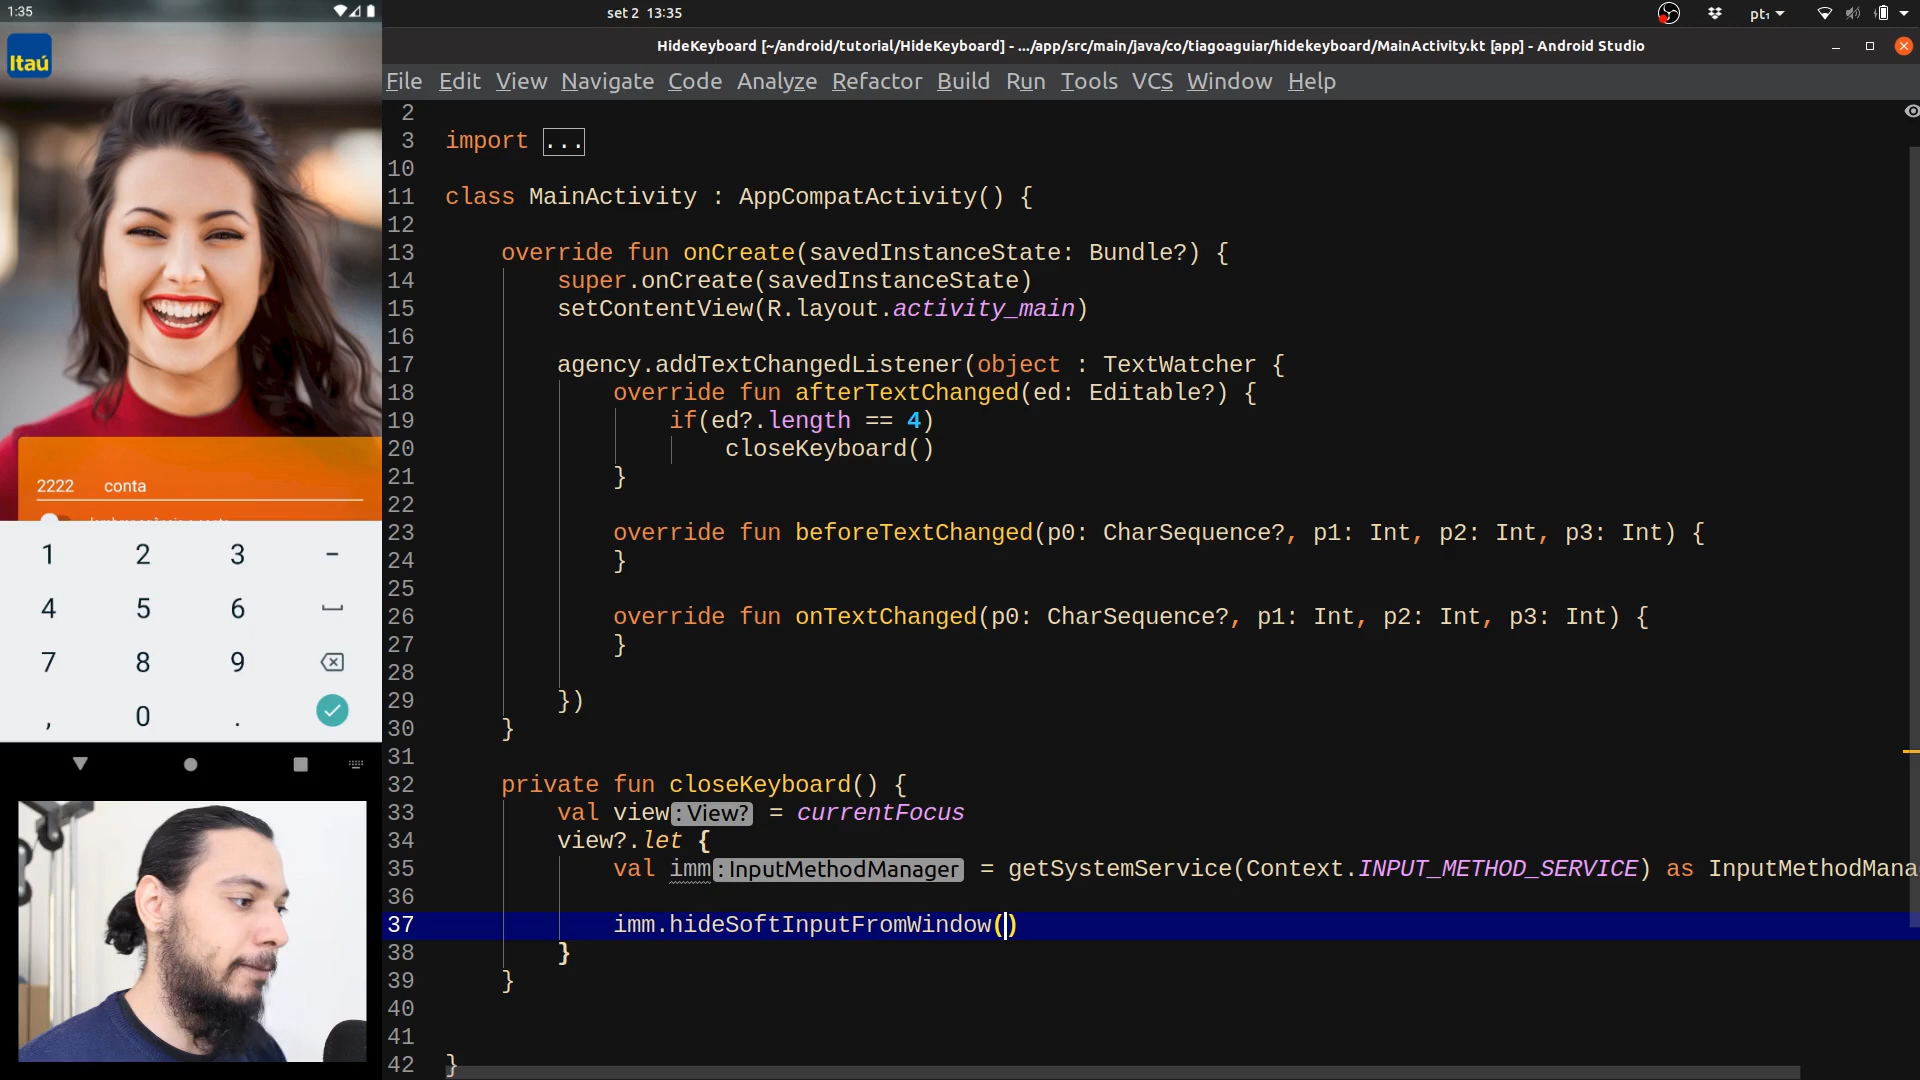 1:35
Itaú
2222 conta
1 2 3 -
4 5 6
7 8 9
, 0 .
set 2 13:35
pt₁
HideKeyboard [~/android/tutorial/HideKeyboard] - .../app/src/main/java/co/tiagoaguiar/hidekeyboard/MainActivity.kt [app] - Android Studio
File Edit View Navigate Code Analyze Refactor Build Run Tools VCS Window Help
2
3 import ...
10
11 class MainActivity : AppCompatActivity() {
12
13 override fun onCreate(savedInstanceState: Bundle?) {
14 super.onCreate(savedInstanceState)
15 setContentView(R.layout.activity_main)
16
17 agency.addTextChangedListener(object : TextWatcher {
18 override fun afterTextChanged(ed: Editable?) {
19 if(ed?.length == 4)
20 closeKeyboard()
21 }
22
23 override fun beforeTextChanged(p0: CharSequence?, p1: Int, p2: Int, p3: Int) {
24 }
25
26 override fun onTextChanged(p0: CharSequence?, p1: Int, p2: Int, p3: Int) {
27 }
28
29 })
30 }
31
32 private fun closeKeyboard() {
33 val view : View? = currentFocus
34 view?.let {
35 val imm : InputMethodManager = getSystemService(Context.INPUT_METHOD_SERVICE) as InputMethodMana
36
37 imm.hideSoftInputFromWindow()
38 }
39 }
40
41
42 }